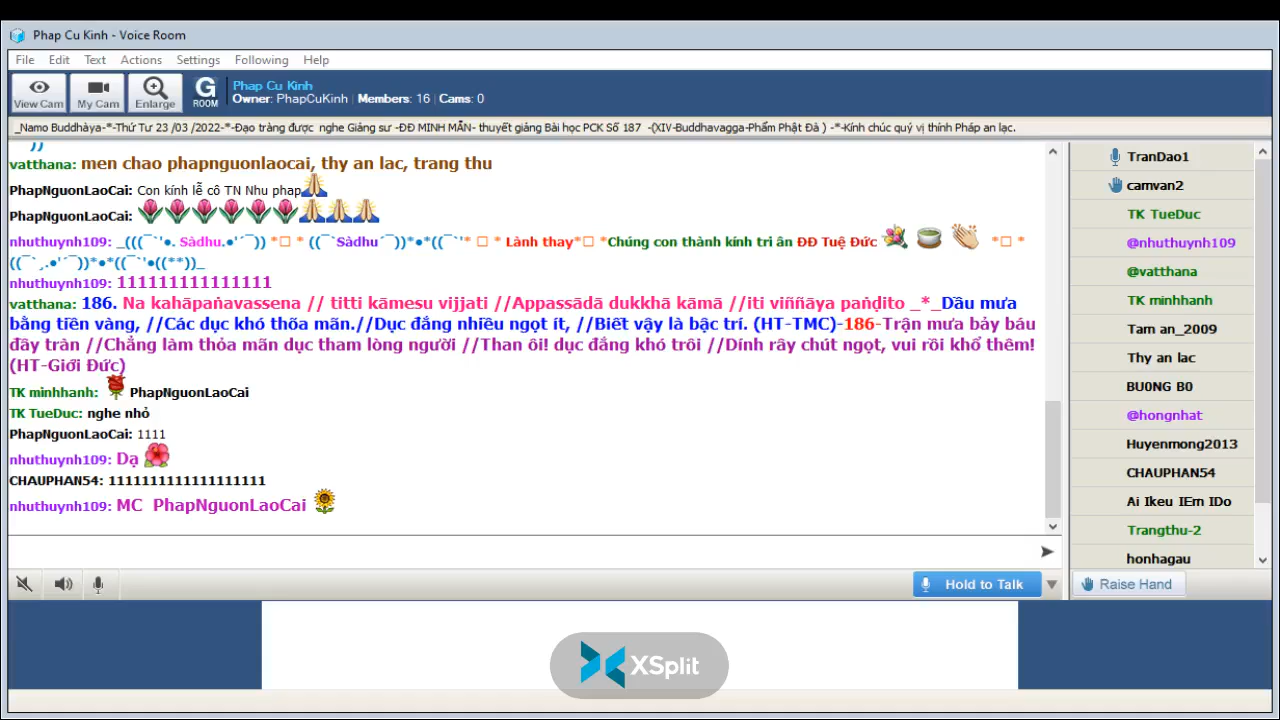 Phap Cu Kinh - Voice Room
File Edit Text Actions Settings Following Help
View Cam My Cam Enlarge G ROOM
Phap Cu Kinh
Owner: PhapCuKinh | Members: 16 | Cams: 0
_Namo Buddhàya-*-Thứ Tư 23 /03 /2022-*-Đạo tràng được nghe Giảng sư -ĐĐ MINH MẪN- thuyết giảng Bài học PCK Số 187 -(XIV-Buddhavagga-Phẩm Phật Đà ) -*-Kính chúc quý vị thính Pháp an lạc.
vatthana: men chao phapnguonlaocai, thy an lac, trang thu
PhapNguonLaoCai: Con kính lễ cô TN Nhu phap
PhapNguonLaoCai:
nhuthuynh109: _(((¯`'•. Sàdhu.•'´¯)) *□ * ((¯`Sàdhu´¯))*•*((¯`'* □ * Lành thay*□ *Chúng con thành kính tri ân ĐĐ Tuệ Đức *□ *
((¯`¸.•'´¯))*•*((¯`'•((**))_
nhuthuynh109: 111111111111111
vatthana: 186. Na kahāpaṅavassena // titti kāmesu vijjati //Appassādā dukkhā kāmā //iti viññāya paṇḍito _*_Dầu mưa
bằng tiền vàng, //Các dục khó thõa mãn.//Dục đắng nhiều ngọt ít, //Biết vậy là bậc trí. (HT-TMC)-186-Trận mưa bảy báu
đầy tràn //Chẳng làm thỏa mãn dục tham lòng người //Than ôi! dục đắng khó trôi //Dính rây chút ngọt, vui rồi khổ thêm!
(HT-Giới Đức)
TK minhhanh: PhapNguonLaoCai
TK TueDuc: nghe nhỏ
PhapNguonLaoCai: 1111
nhuthuynh109: Dạ
CHAUPHAN54: 1111111111111111111
nhuthuynh109: MC PhapNguonLaoCai
Hold to Talk
TranDao1
camvan2
TK TueDuc
@nhuthuynh109
@vatthana
TK minhhanh
Tam an_2009
Thy an lac
BU0NG B0
@hongnhat
Huyenmong2013
CHAUPHAN54
Ai Ikeu IEm IDo
Trangthu-2
honhagau
Raise Hand
XSplit